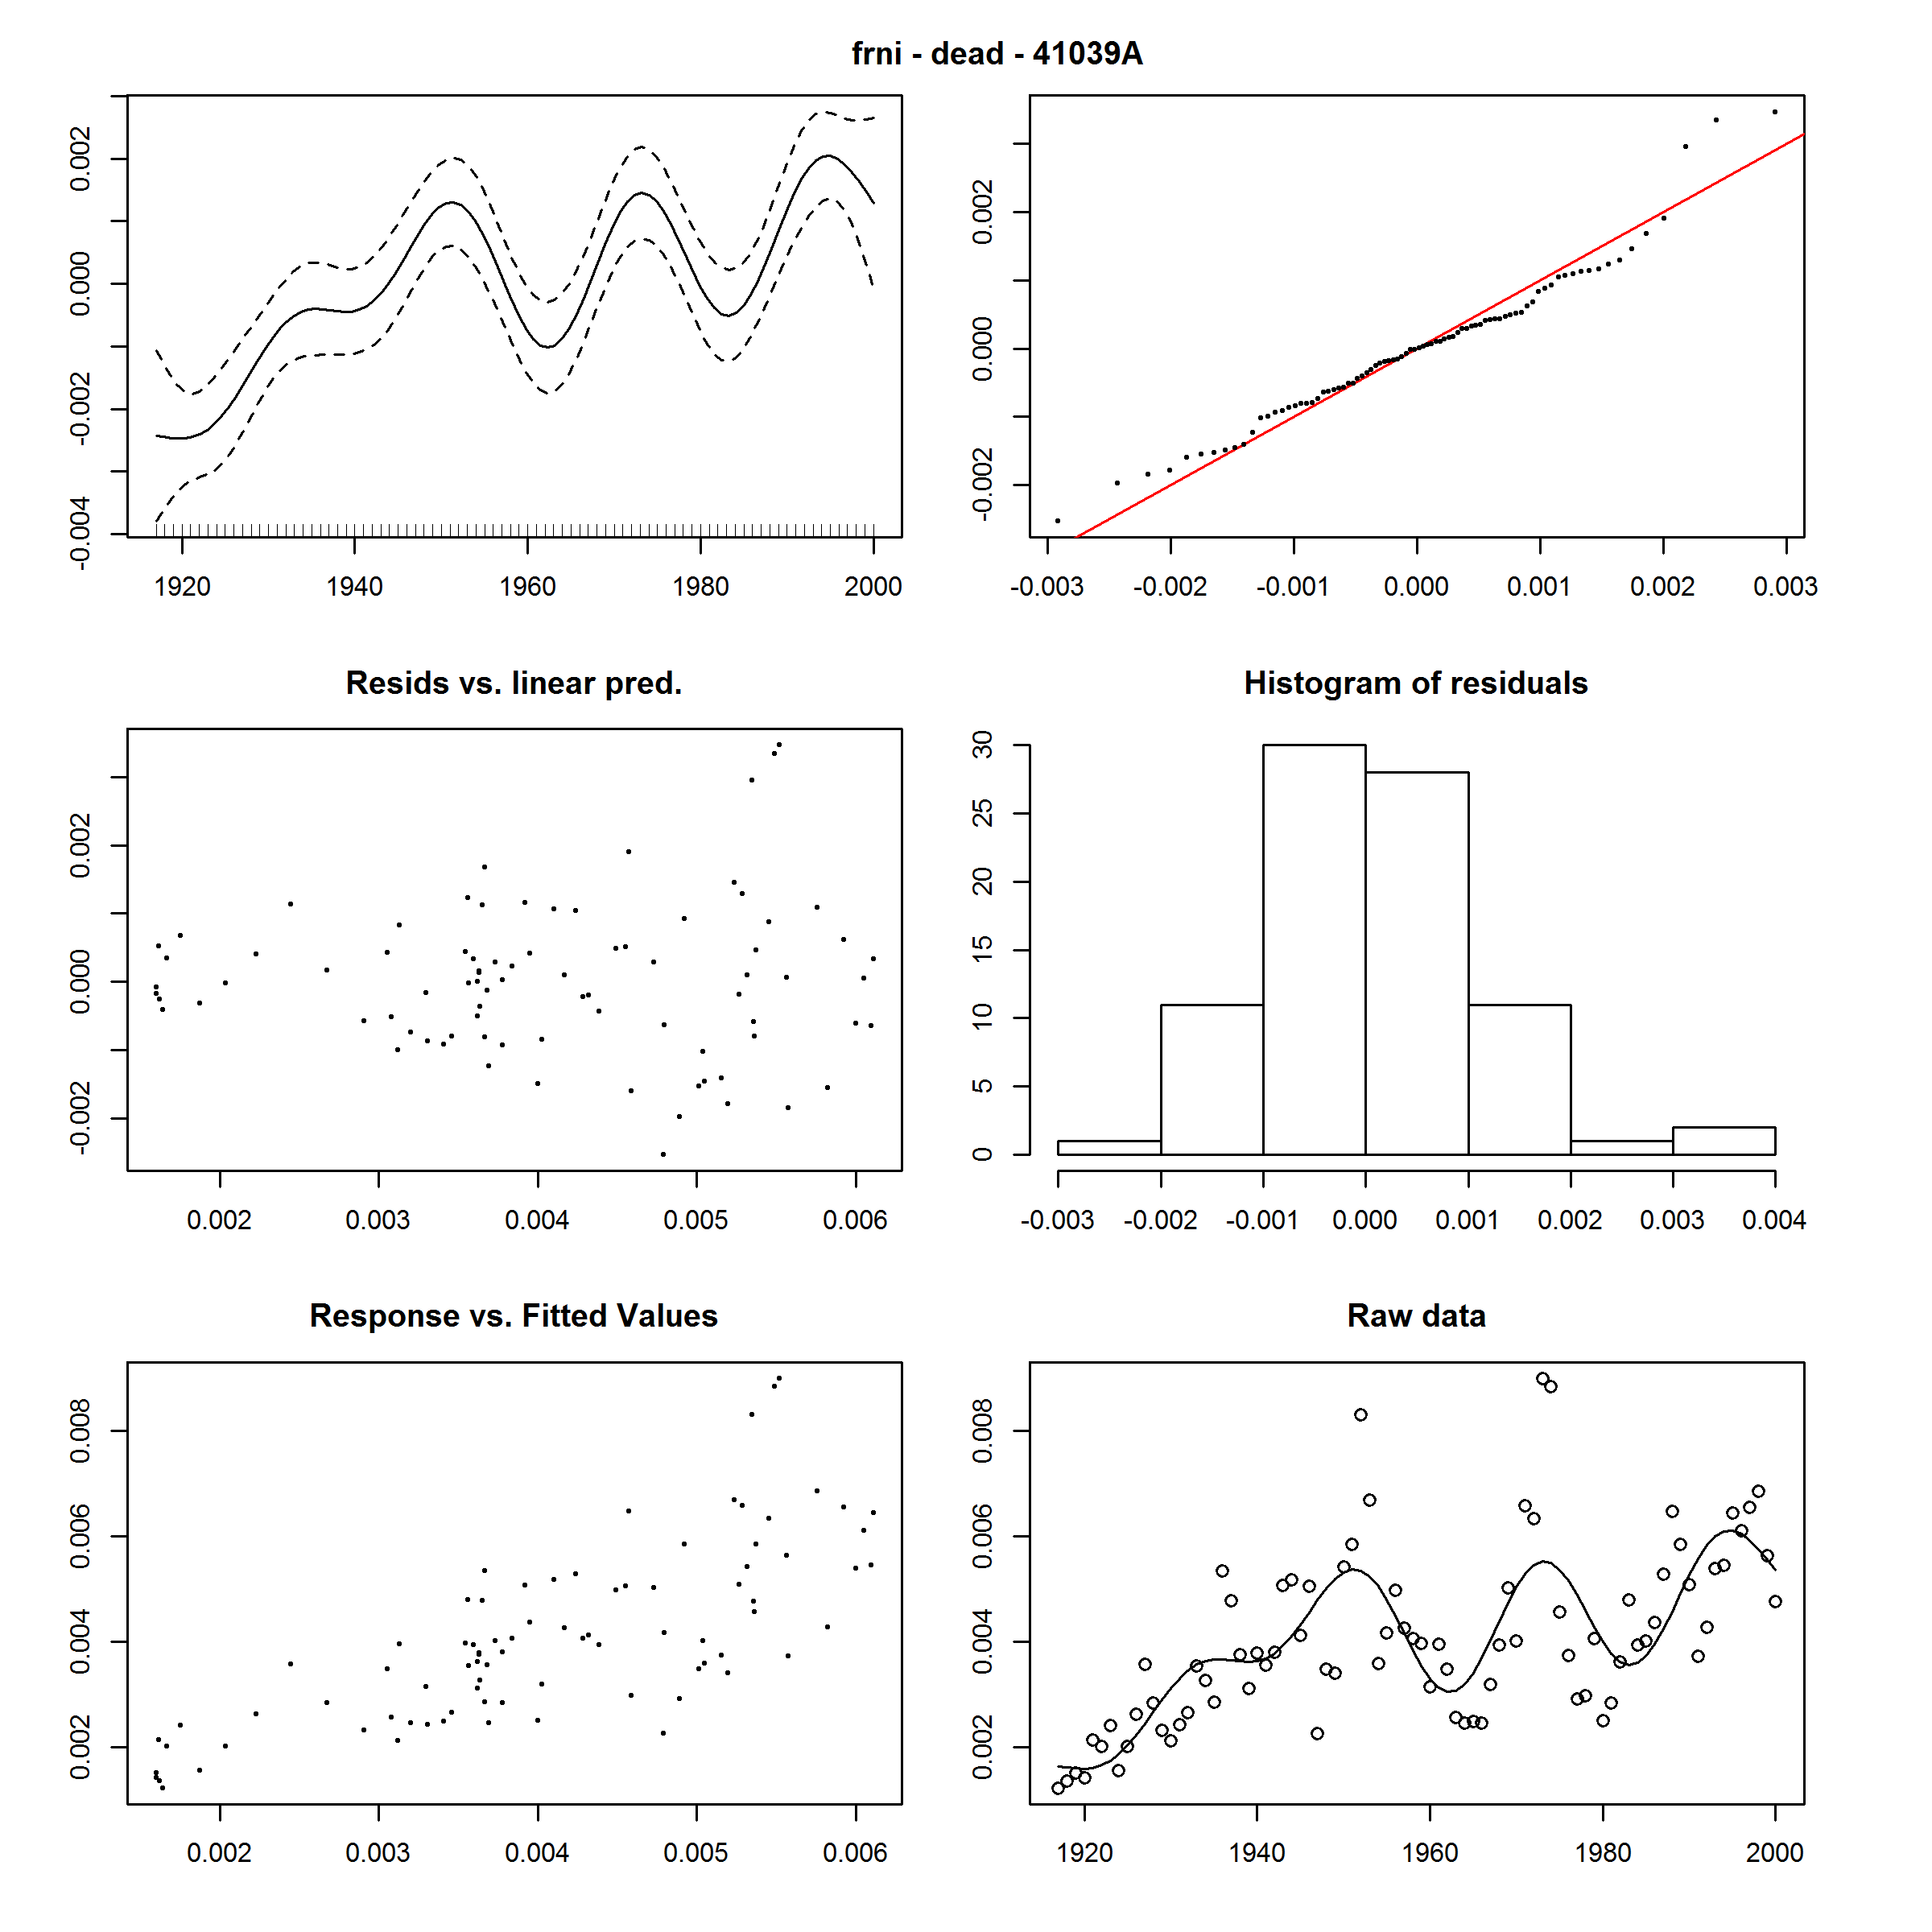 frni - dead - 41039A
0.002
0.000
-0.002
-0.004
1920 1940 1960 1980 2000
0.002
0.000
-0.002
-0.003 -0.002 -0.001 0.000 0.001 0.002 0.003
Resids vs. linear pred.
0.002
0.000
-0.002
0.002 0.003 0.004 0.005 0.006
Histogram of residuals
30
25
20
15
10
5
0
-0.003 -0.002 -0.001 0.000 0.001 0.002 0.003 0.004
Response vs. Fitted Values
0.008
0.006
0.004
0.002
0.002 0.003 0.004 0.005 0.006
Raw data
0.008
0.006
0.004
0.002
1920 1940 1960 1980 2000